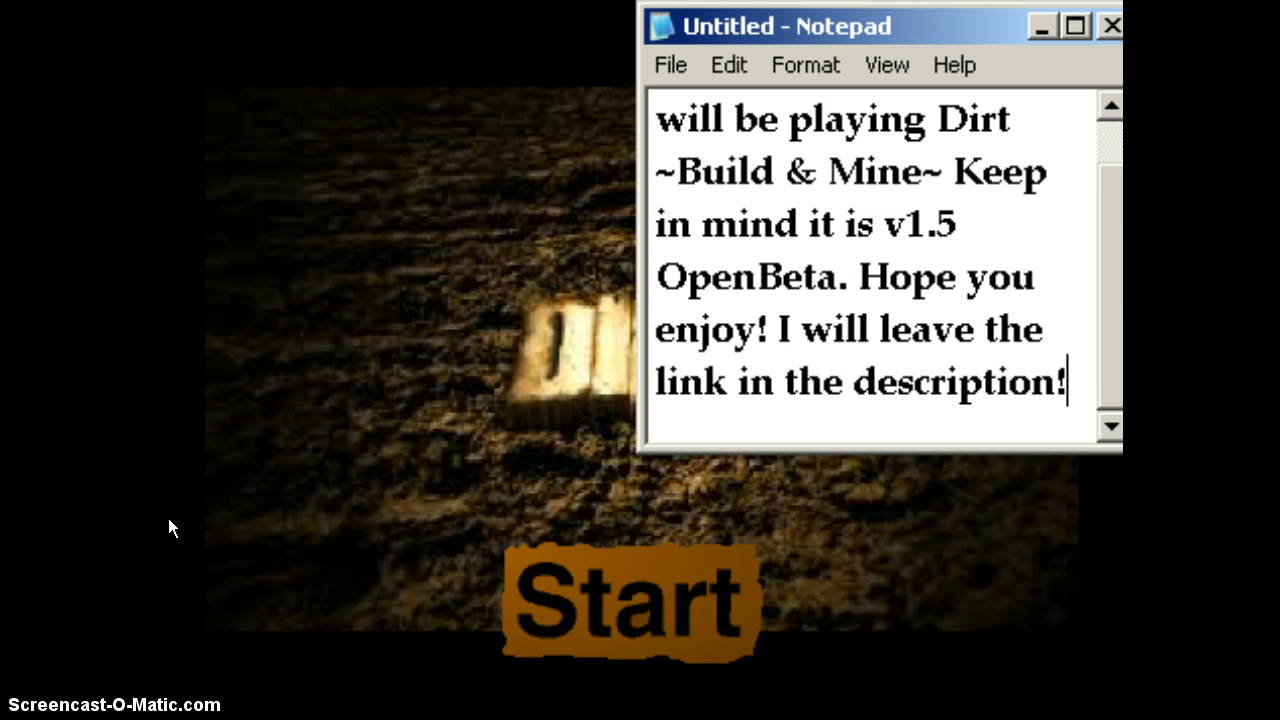 Untitled - Notepad
File Edit Format View Help
will be playing Dirt
~Build & Mine~ Keep
in mind it is v1.5
OpenBeta. Hope you
enjoy! I will leave the
link in the description!
Start
Screencast-O-Matic.com